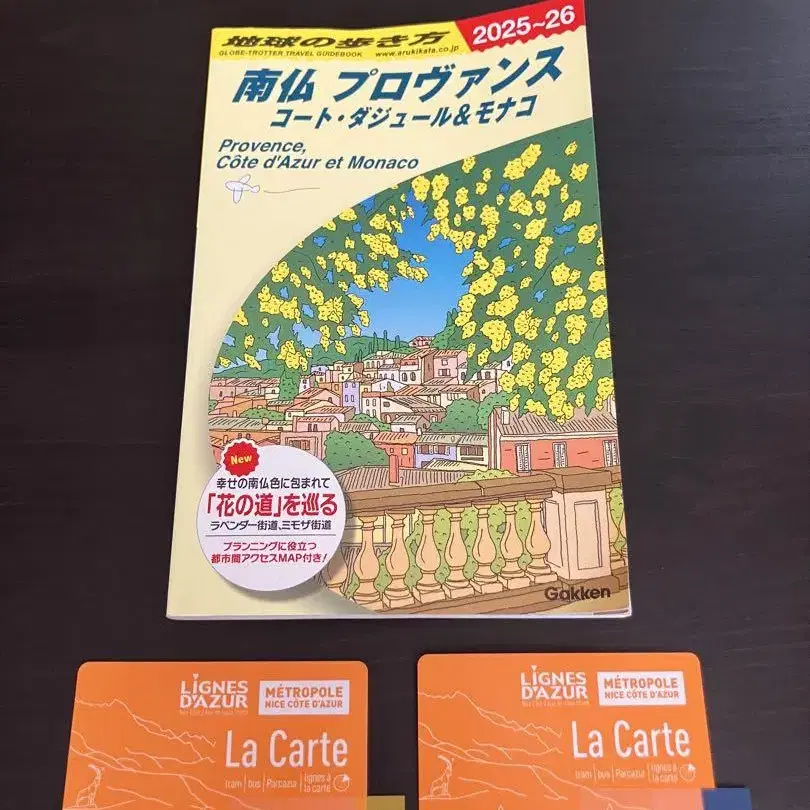 地球の歩き方
2025~26
GLOBE-TROTTER TRAVEL GUIDEBOOK
www.arukikata.co.jp
南仏 プロヴァンス
コート・ダジュール&モナコ
Provence,
Côte d'Azur et Monaco
New
幸せの南仏色に包まれて
「花の道」を巡る
ラベンダー街道、ミモザ街道
プランニングに役立つ
都市間アクセスMAP付き!
Gakken
LIGNES
D'AZUR
MÉTROPOLE
NICE CÔTE D'AZUR
La Carte
tram | bus | Parcazur | lignes à
la carte
LIGNES
D'AZUR
MÉTROPOLE
NICE CÔTE D'AZUR
La Carte
tram | bus | Parcazur | lignes à
la carte